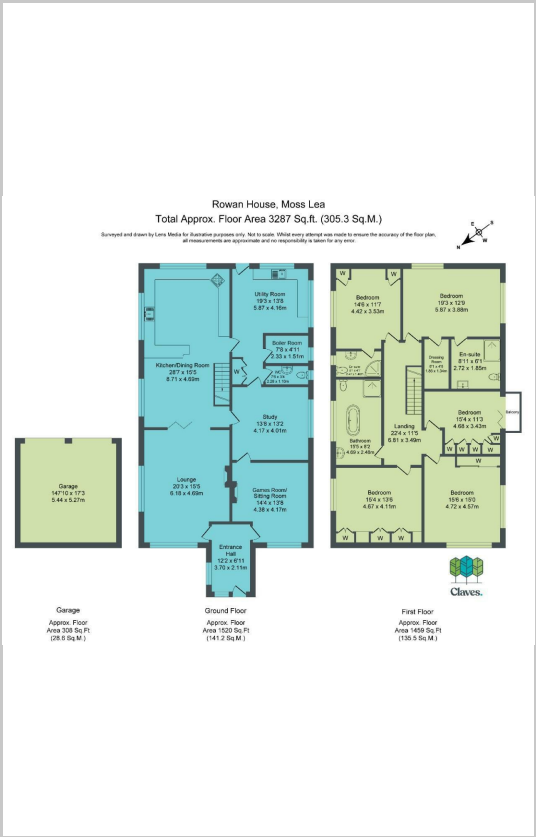 Rowan House, Moss Lea
Total Approx. Floor Area 3287 Sq.ft. (305.3 Sq.M.)
Surveyed and drawn by Lens Media for illustrative purposes only. Not to scale. Whilst every attempt was made to ensure the accuracy of the floor plan,
all measurements are approximate and no responsibility is taken for any error.
E
S
N
W
Utility Room
19'3 x 13'8
5.87 x 4.16m
Boiler Room
7'8 x 4'11
2.33 x 1.51m
W
Kitchen/Dining Room
28'7 x 15'5
8.71 x 4.69m
Study
13'8 x 13'2
4.17 x 4.01m
Lounge
20'3 x 15'5
6.18 x 4.69m
Games Room/
Sitting Room
14'4 x 13'8
4.38 x 4.17m
Entrance
Hall
12'2 x 6'11
3.70 x 2.11m
Garage
147'10 x 17'3
5.44 x 5.27m
W
W
Bedroom
14'6 x 11'7
4.42 x 3.53m
Bedroom
19'3 x 12'9
5.87 x 3.88m
Dressing
Room
En-suite
8'11 x 6'1
2.72 x 1.85m
Landing
22'4 x 11'5
6.81 x 3.49m
Bedroom
15'4 x 11'3
4.68 x 3.43m
Balcony
Bathroom
15'5 x 8'2
4.69 x 2.48m
W
W
W
W
W
W
Bedroom
15'4 x 13'6
4.67 x 4.11m
Bedroom
15'6 x 15'0
4.72 x 4.57m
W
W
W
Claves.
Garage
Approx. Floor
Area 308 Sq.Ft
(28.6 Sq.M.)
Ground Floor
Approx. Floor
Area 1520 Sq.Ft
(141.2 Sq.M.)
First Floor
Approx. Floor
Area 1459 Sq.Ft
(135.5 Sq.M.)